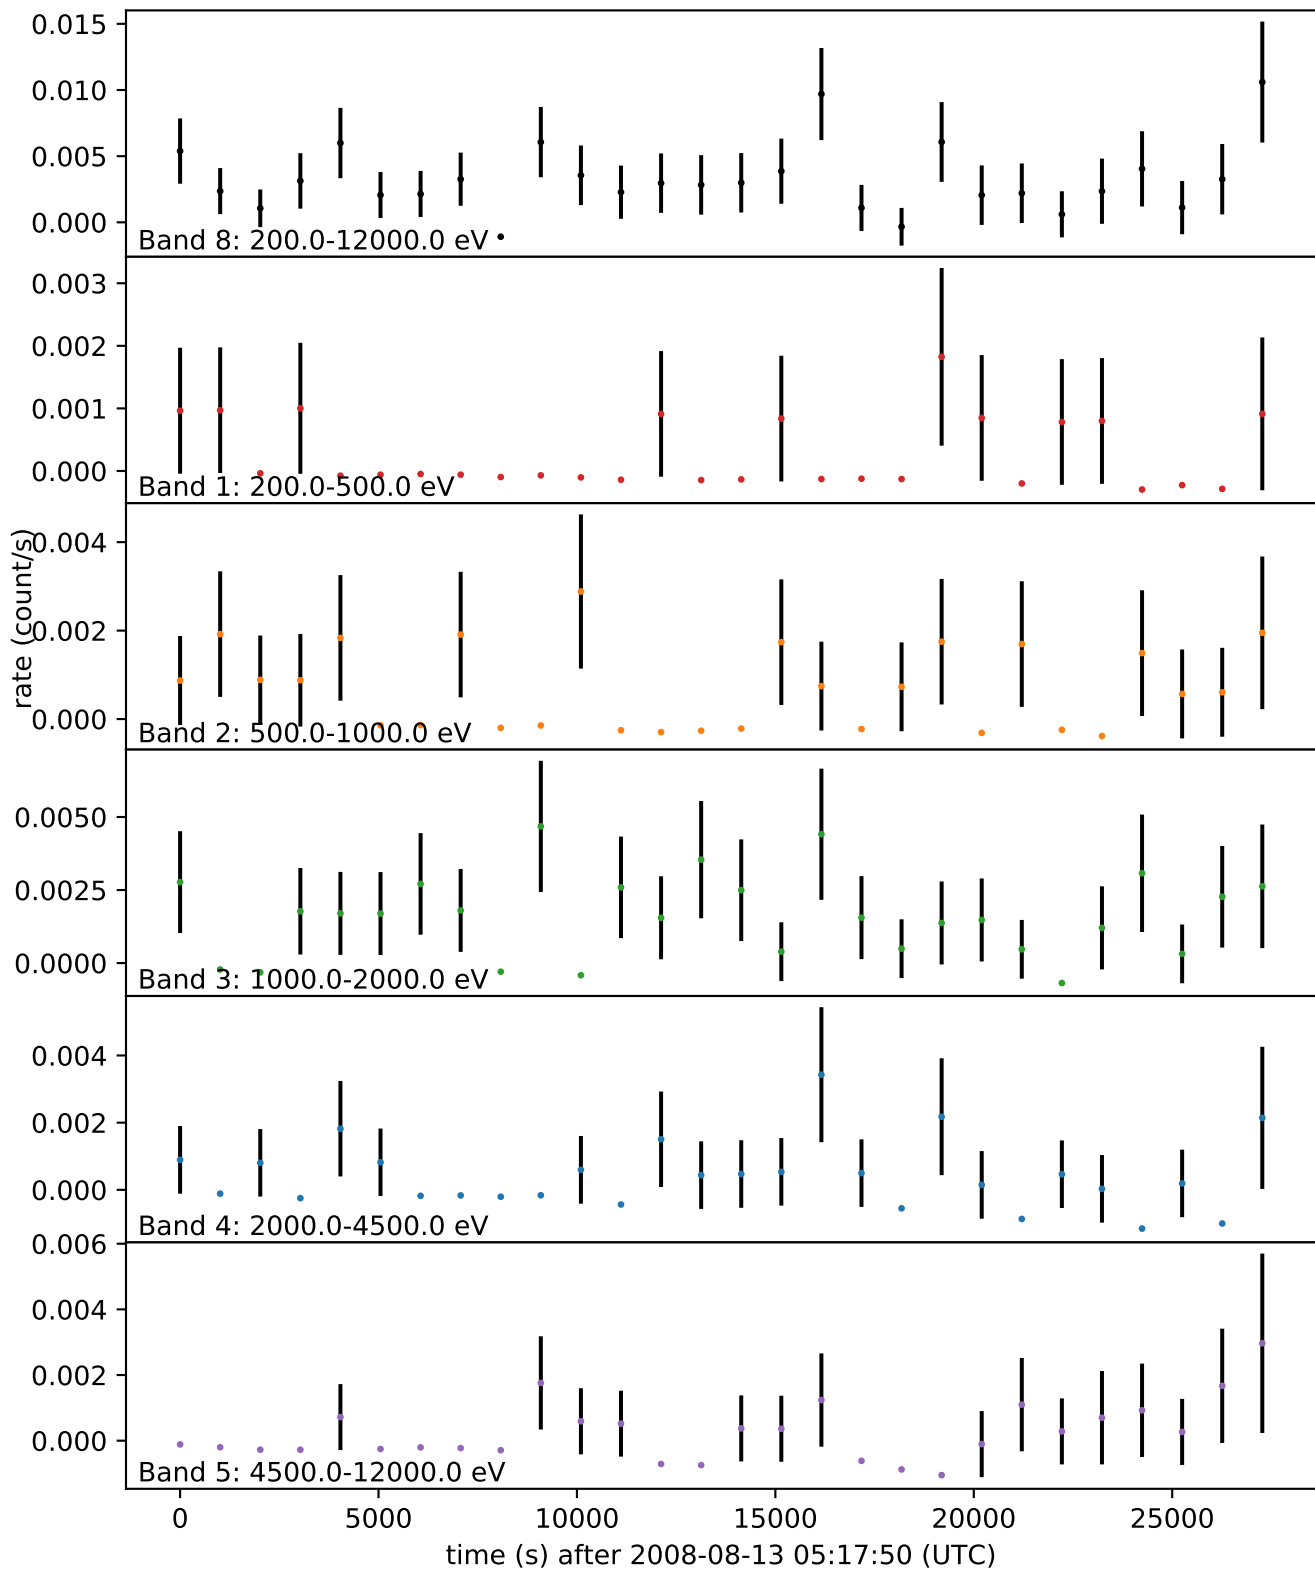 0.015
0.010
0.005
0.000
Band 8: 200.0-12000.0 eV
0.003
0.002
0.001
0.000
Band 1: 200.0-500.0 eV
rate (count/s)
0.004
0.002
0.000
Band 2: 500.0-1000.0 eV
0.0050
0.0025
0.0000
Band 3: 1000.0-2000.0 eV
0.004
0.002
0.000
Band 4: 2000.0-4500.0 eV
0.006
0.004
0.002
0.000
Band 5: 4500.0-12000.0 eV
0 5000 10000 15000 20000 25000
time (s) after 2008-08-13 05:17:50 (UTC)